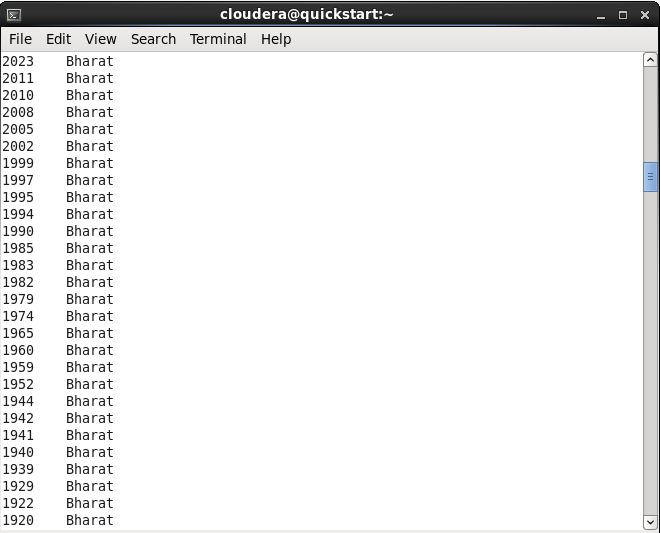 cloudera@quickstart:~
File Edit View Search Terminal Help
2023 Bharat
2011 Bharat
2010 Bharat
2008 Bharat
2005 Bharat
2002 Bharat
1999 Bharat
1997 Bharat
1995 Bharat
1994 Bharat
1990 Bharat
1985 Bharat
1983 Bharat
1982 Bharat
1979 Bharat
1974 Bharat
1965 Bharat
1960 Bharat
1959 Bharat
1952 Bharat
1944 Bharat
1942 Bharat
1941 Bharat
1940 Bharat
1939 Bharat
1929 Bharat
1922 Bharat
1920 Bharat